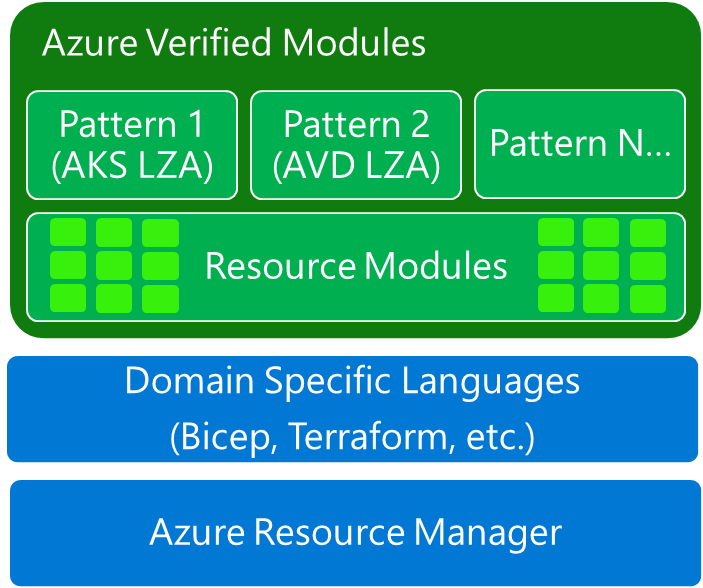 Azure Verified Modules
Pattern 1
(AKS LZA)
Pattern 2
(AVD LZA)
Pattern N...
Resource Modules
Domain Specific Languages
(Bicep, Terraform, etc.)
Azure Resource Manager